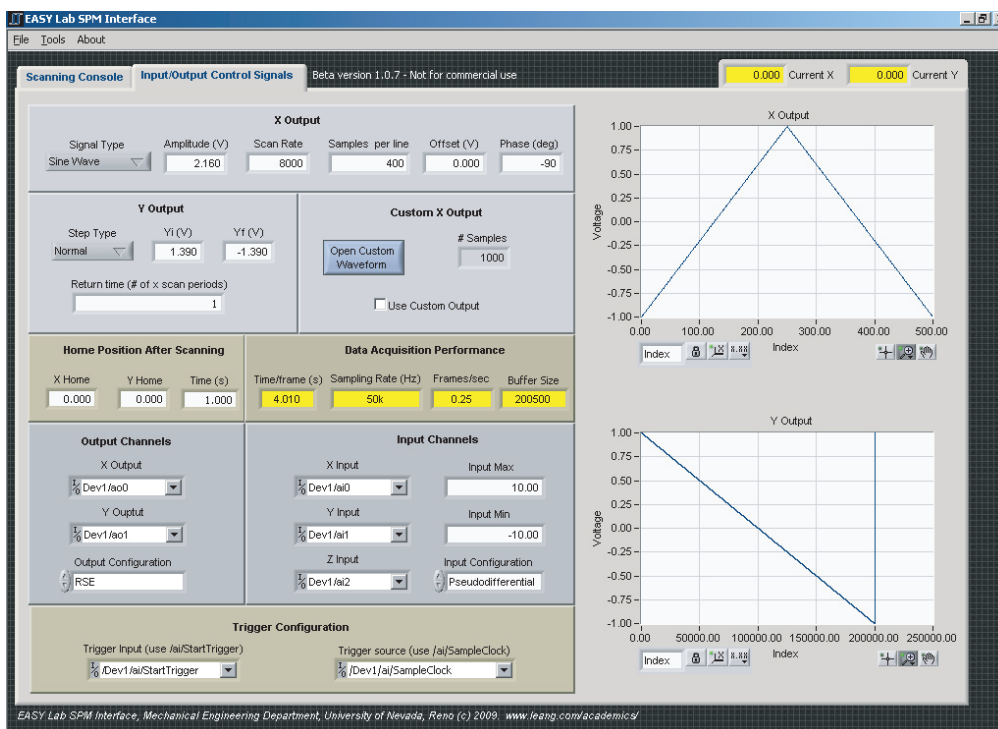 EASY Lab SPM Interface
File Tools About
Scanning Console
Input/Output Control Signals
Beta version 1.0.7 - Not for commercial use
0.000 Current X 0.000 Current Y
X Output
Signal Type Amplitude (V) Scan Rate Samples per line Offset (V) Phase (deg)
Sine Wave 2.160 8000 400 0.000 -90
Y Output
Step Type Yi (V) Yf (V)
Normal 1.390 -1.390
Return time (# of x scan periods)
1
Custom X Output
# Samples
Open Custom Waveform
1000
Use Custom Output
Home Position After Scanning
X Home Y Home Time (s)
0.000 0.000 1.000
Data Acquisition Performance
Time/frame (s) Sampling Rate (Hz) Frames/sec Buffer Size
4.010 50k 0.25 200500
Output Channels
X Output
Dev1/ao0
Y Ouptut
Dev1/ao1
Output Configuration
RSE
Input Channels
X Input Input Max
Dev1/ai0 10.00
Y Input Input Min
Dev1/ai1 -10.00
Z Input Input Configuration
Dev1/ai2 Pseudodifferential
Trigger Configuration
Trigger Input (use /ai/StartTrigger) Trigger source (use /ai/SampleClock)
/Dev1/ai/StartTrigger /Dev1/ai/SampleClock
X Output
1.00
0.75
0.50
0.25
0.00
-0.25
-0.50
-0.75
-1.00
Voltage
0.00 100.00 200.00 300.00 400.00 500.00
Index
Index
Y Output
1.00
0.75
0.50
0.25
0.00
-0.25
-0.50
-0.75
-1.00
Voltage
0.00 50000.00 100000.00 150000.00 200000.00 250000.00
Index
Index
EASY Lab SPM Interface, Mechanical Engineering Department, University of Nevada, Reno (c) 2009. www.leang.com/academics/